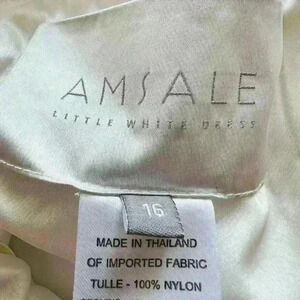 AMSALE
LITTLE WHITE DRESS
16
MADE IN THAILAND
OF IMPORTED FABRIC
TULLE - 100% NYLON